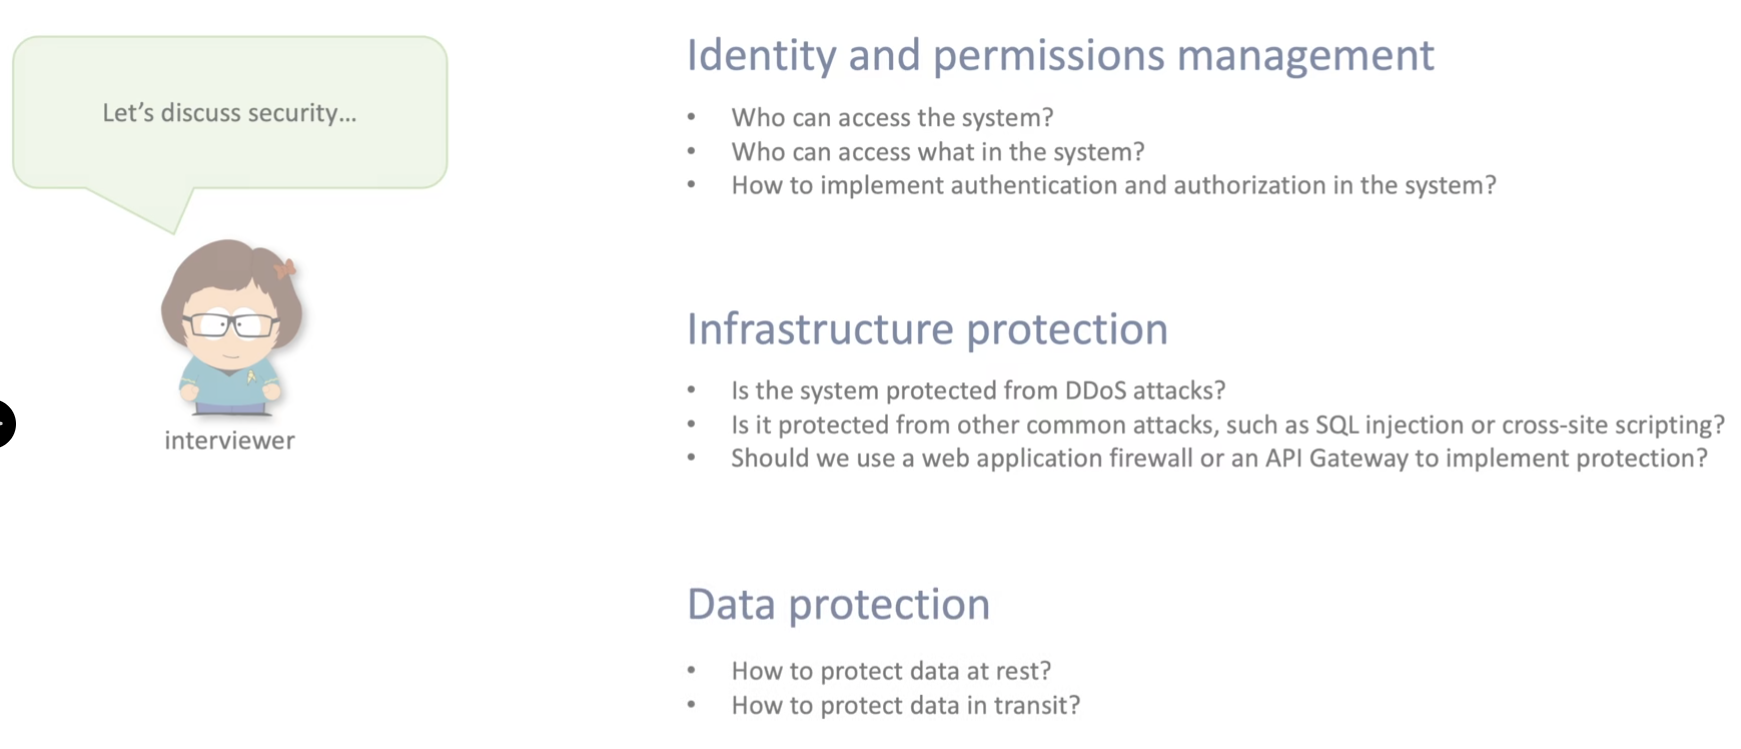 Let's discuss security...
interviewer
Identity and permissions management
• Who can access the system?
• Who can access what in the system?
• How to implement authentication and authorization in the system?
Infrastructure protection
• Is the system protected from DDoS attacks?
• Is it protected from other common attacks, such as SQL injection or cross-site scripting?
• Should we use a web application firewall or an API Gateway to implement protection?
Data protection
• How to protect data at rest?
• How to protect data in transit?